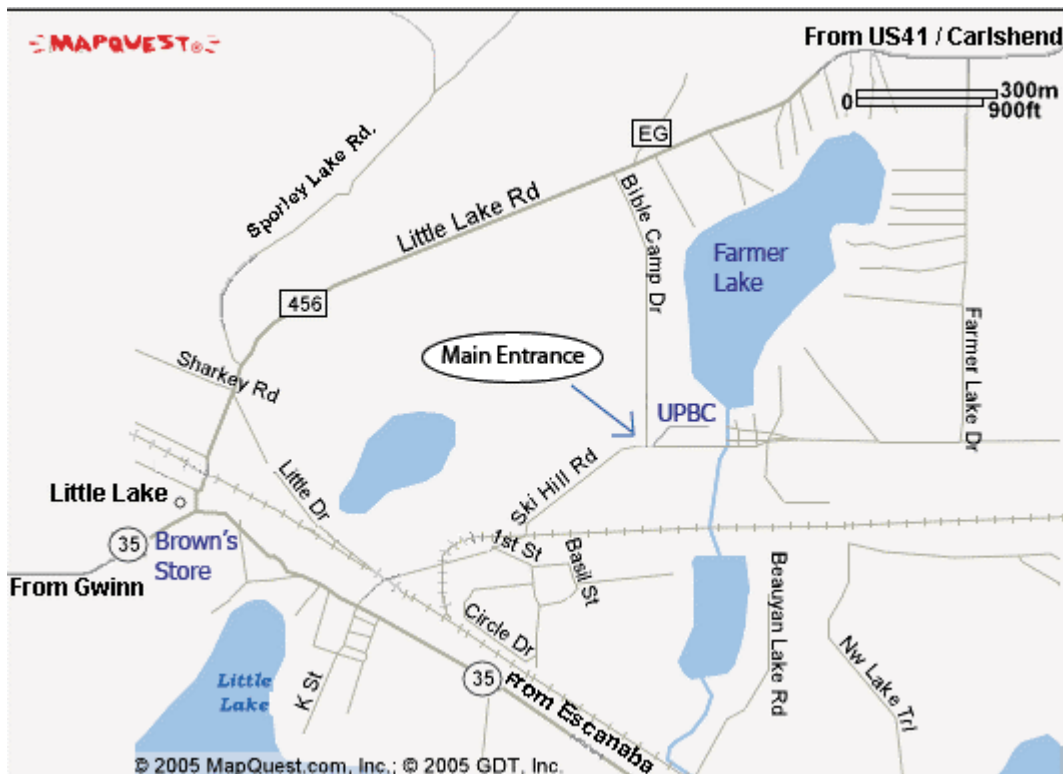 MAPQUEST®
From US41 / Carlshend
0
300m
900ft
Sporley Lake Rd.
EG
Little Lake Rd
Bible Camp Dr
Farmer
Lake
456
Farmer Lake Dr
Main Entrance
Sharkey Rd
UPBC
Ski Hill Rd
Little Dr
Little Lake
35
Brown's
Store
1st St
Basil St
From Gwinn
Beauyan Lake Rd
Circle Dr
Nw Lake Trl
Little
Lake
K St
35
From Escanaba
© 2005 MapQuest.com, Inc.; © 2005 GDT, Inc.